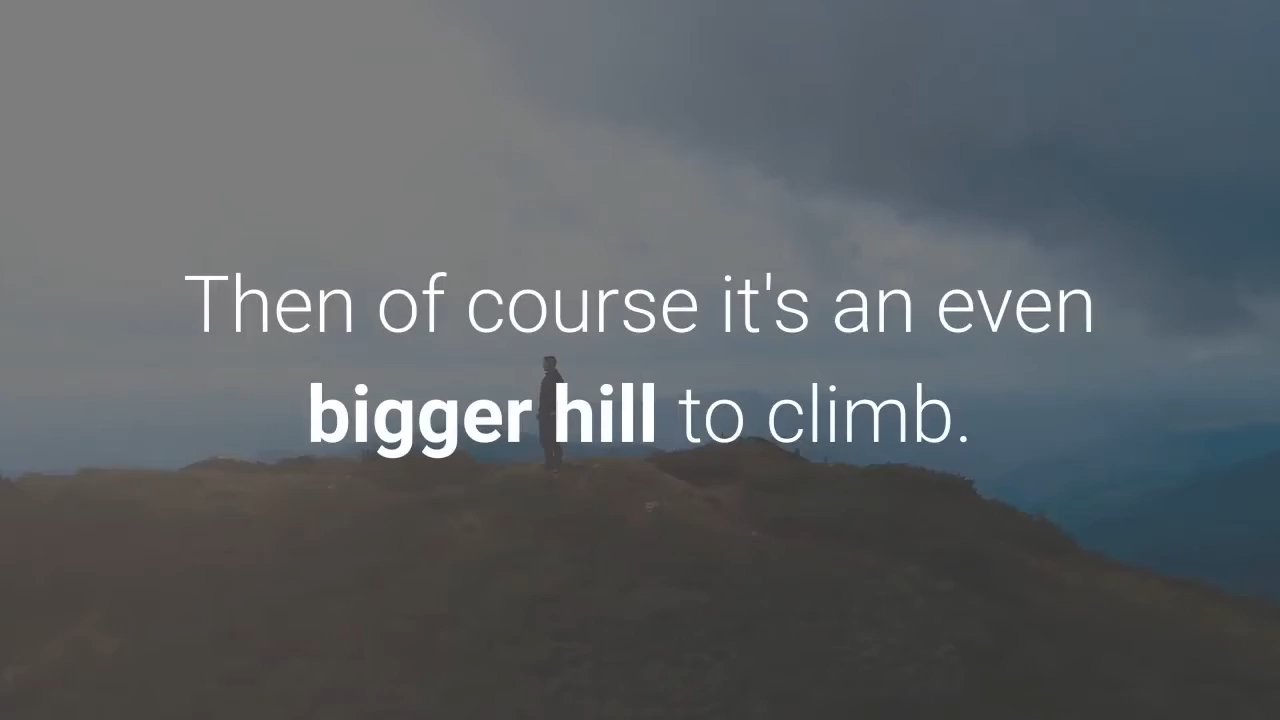 Then of course it's an even
bigger hill to climb.